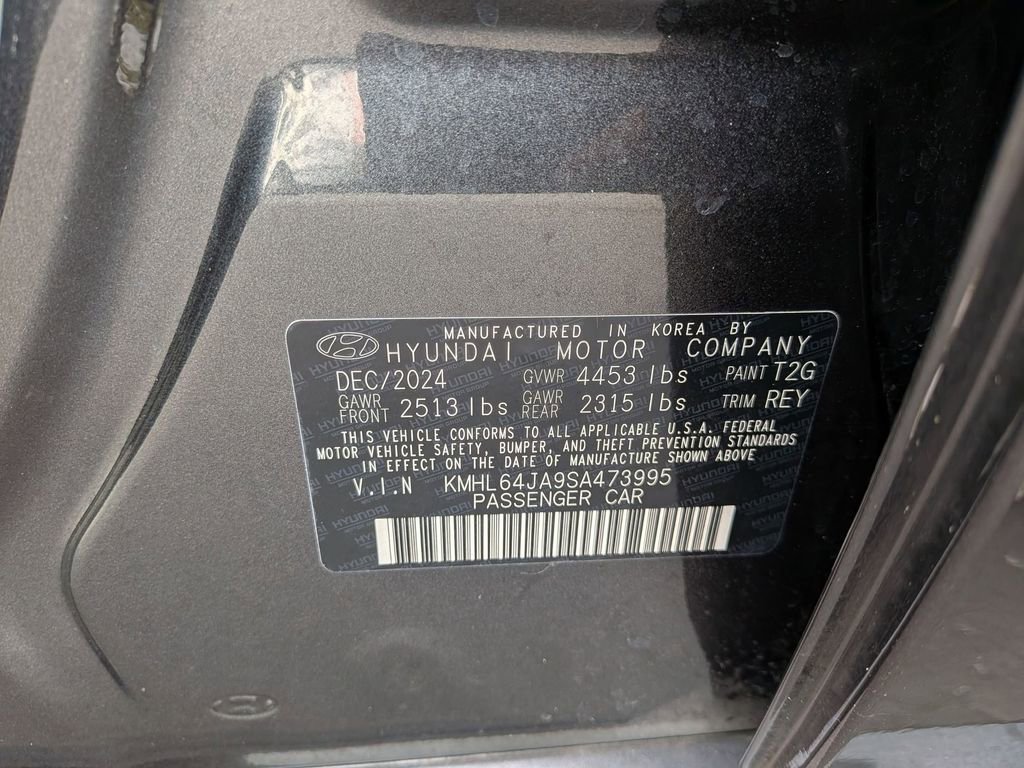 MANUFACTURED IN KOREA BY
HYUNDAI MOTOR COMPANY
DEC/2024 GVWR 4453 lbs PAINT T2G
GAWR FRONT 2513 lbs GAWR REAR 2315 lbs TRIM REY
THIS VEHICLE CONFORMS TO ALL APPLICABLE U.S.A. FEDERAL
MOTOR VEHICLE SAFETY, BUMPER, AND THEFT PREVENTION STANDARDS
IN EFFECT ON THE DATE OF MANUFACTURE SHOWN ABOVE
V.I.N KMHL64JA9SA473995
PASSENGER CAR